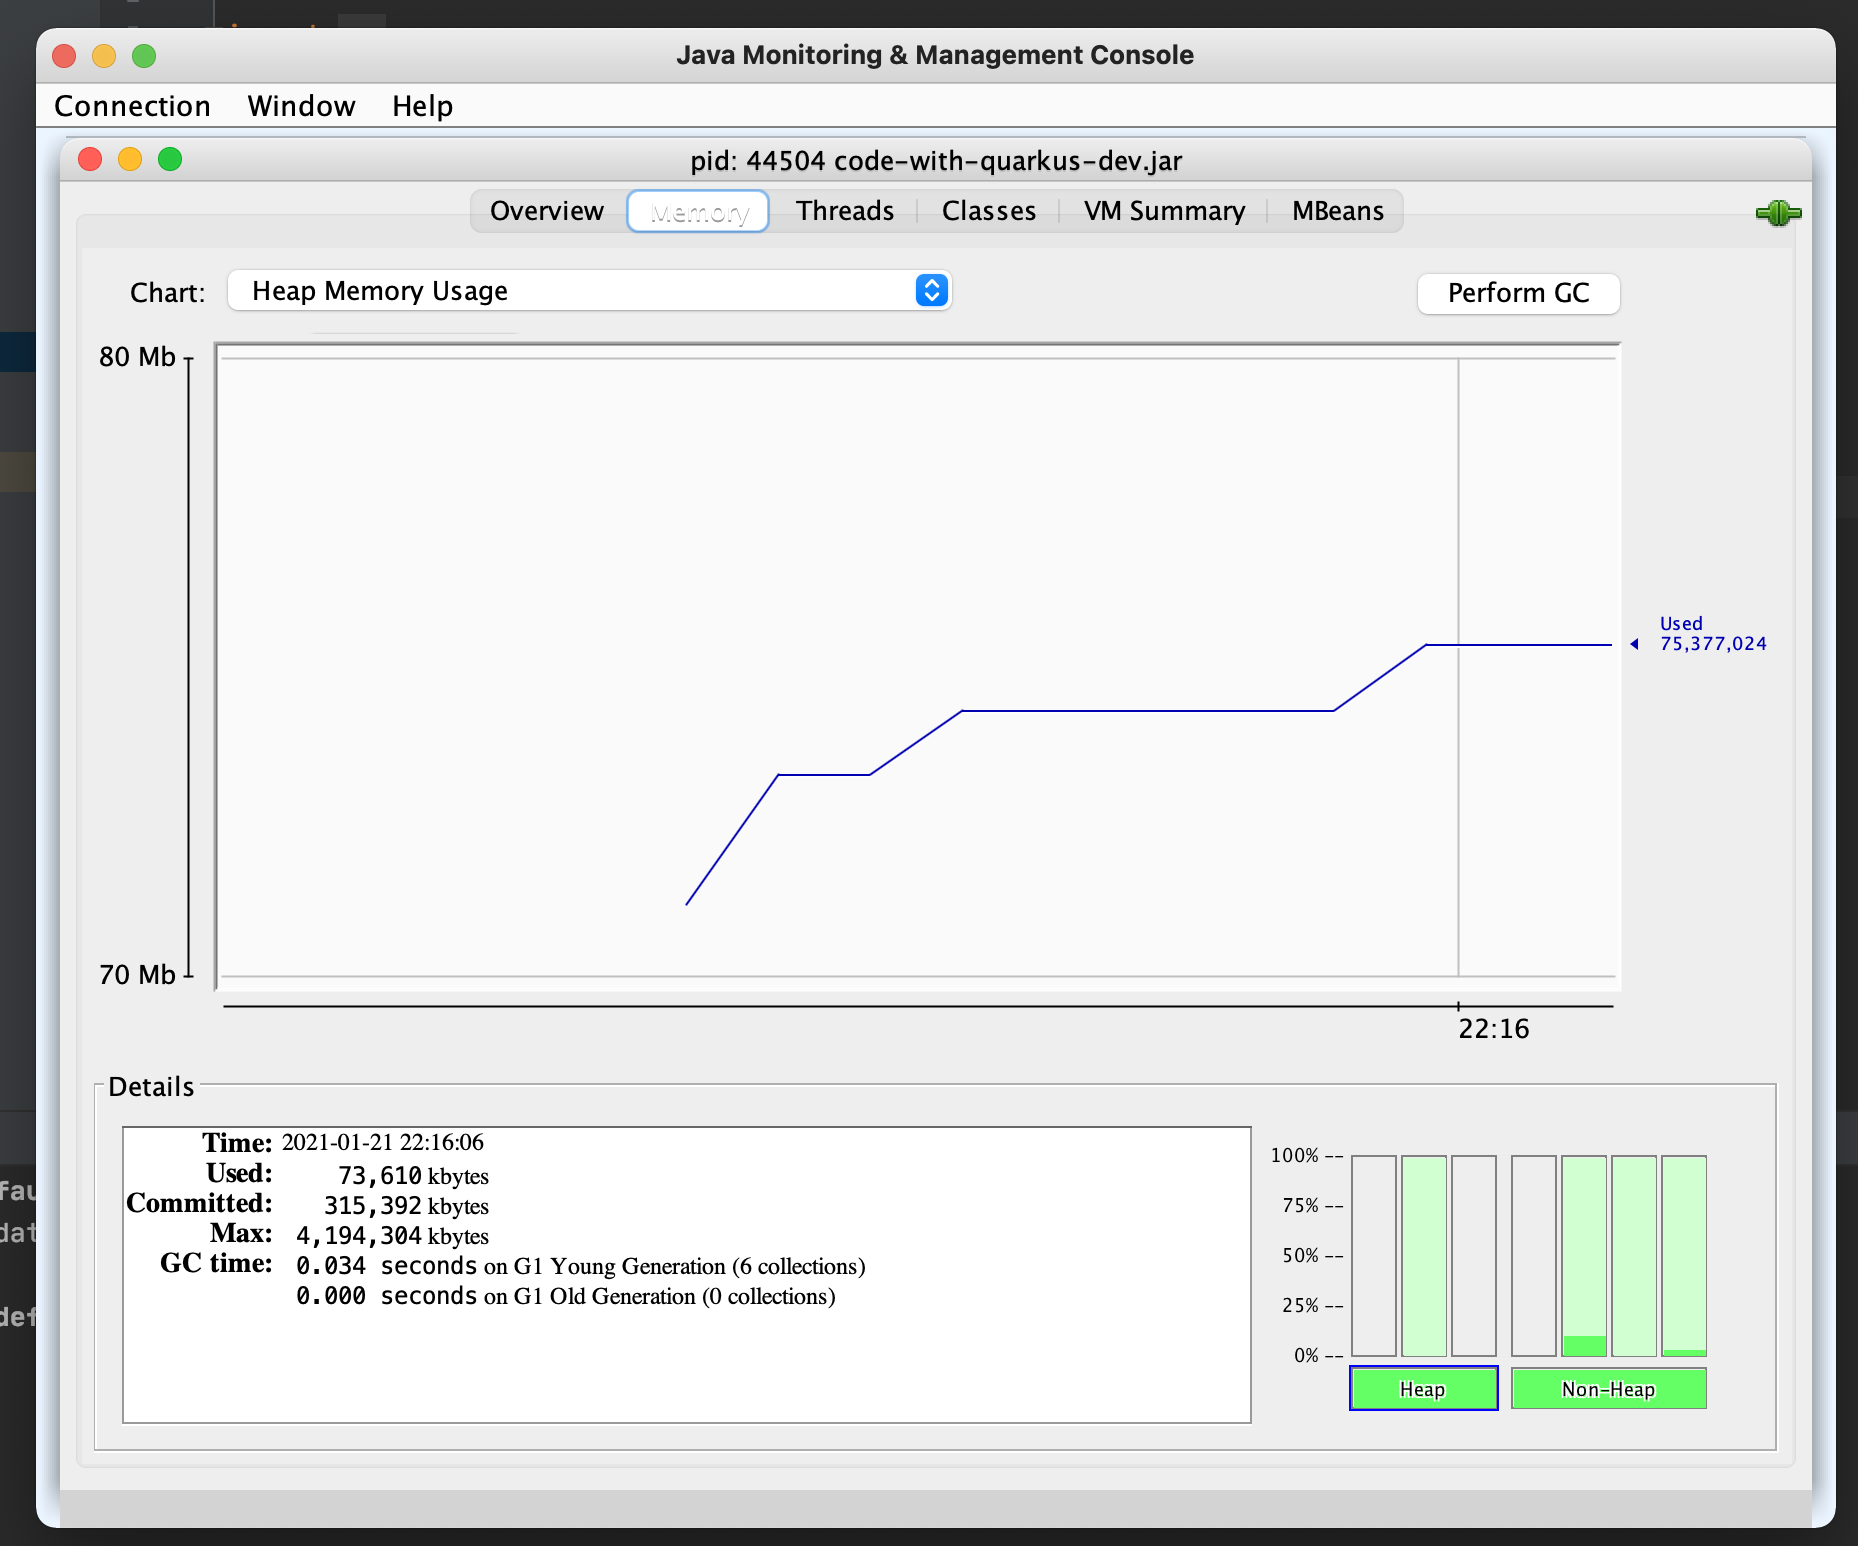 Java Monitoring & Management Console
Connection Window Help
pid: 44504 code-with-quarkus-dev.jar
Overview Memory Threads Classes VM Summary MBeans
Chart: Heap Memory Usage Perform GC
80 Mb
Used
75,377,024
70 Mb
22:16
Details
Time: 2021-01-21 22:16:06
Used: 73,610 kbytes
Committed: 315,392 kbytes
Max: 4,194,304 kbytes
GC time: 0.034 seconds on G1 Young Generation (6 collections)
0.000 seconds on G1 Old Generation (0 collections)
100% --
75% --
50% --
25% --
0% --
Heap Non-Heap
fau
dat
def